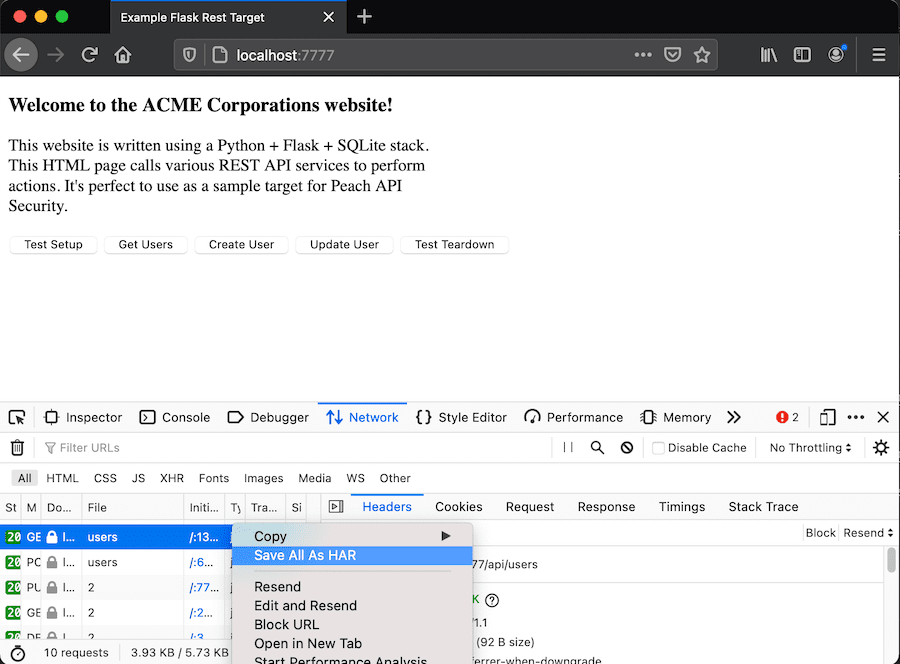 Example Flask Rest Target
localhost:7777
Welcome to the ACME Corporations website!
This website is written using a Python + Flask + SQLite stack.
This HTML page calls various REST API services to perform
actions. It's perfect to use as a sample target for Peach API
Security.
Test Setup Get Users Create User Update User Test Teardown
Inspector Console Debugger Network Style Editor Performance Memory 2
Filter URLs Disable Cache No Throttling
All HTML CSS JS XHR Fonts Images Media WS Other
St M Do... File Initi... Ty Tra... Si Headers Cookies Request Response Timings Stack Trace
20 GE l... users /:13... Copy Block Resend
Save All As HAR
20 PO l... users /:6... 77/api/users
20 PU l... 2 /:77... Resend
Edit and Resend K
20 GE l... 2 /:2... Block URL /1.1
20 DE l... 2 /:3... Open in New Tab (92 B size)
10 requests 3.93 KB / 5.73 KB Start Performance Analysis ferrer-when-downgrade